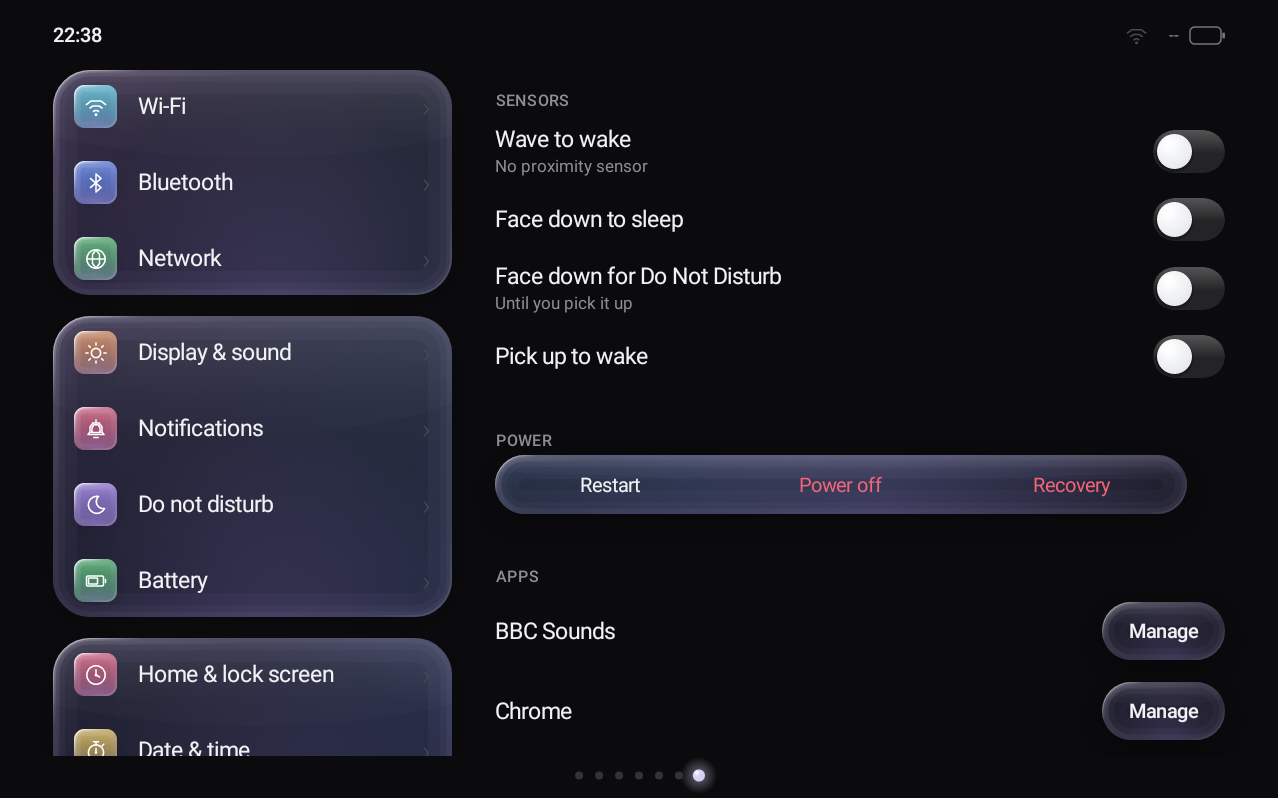 22:38
--
Wi-Fi
Bluetooth
Network
Display & sound
Notifications
Do not disturb
Battery
Home & lock screen
Date & time
SENSORS
Wave to wake
No proximity sensor
Face down to sleep
Face down for Do Not Disturb
Until you pick it up
Pick up to wake
POWER
Restart
Power off
Recovery
APPS
BBC Sounds
Manage
Chrome
Manage